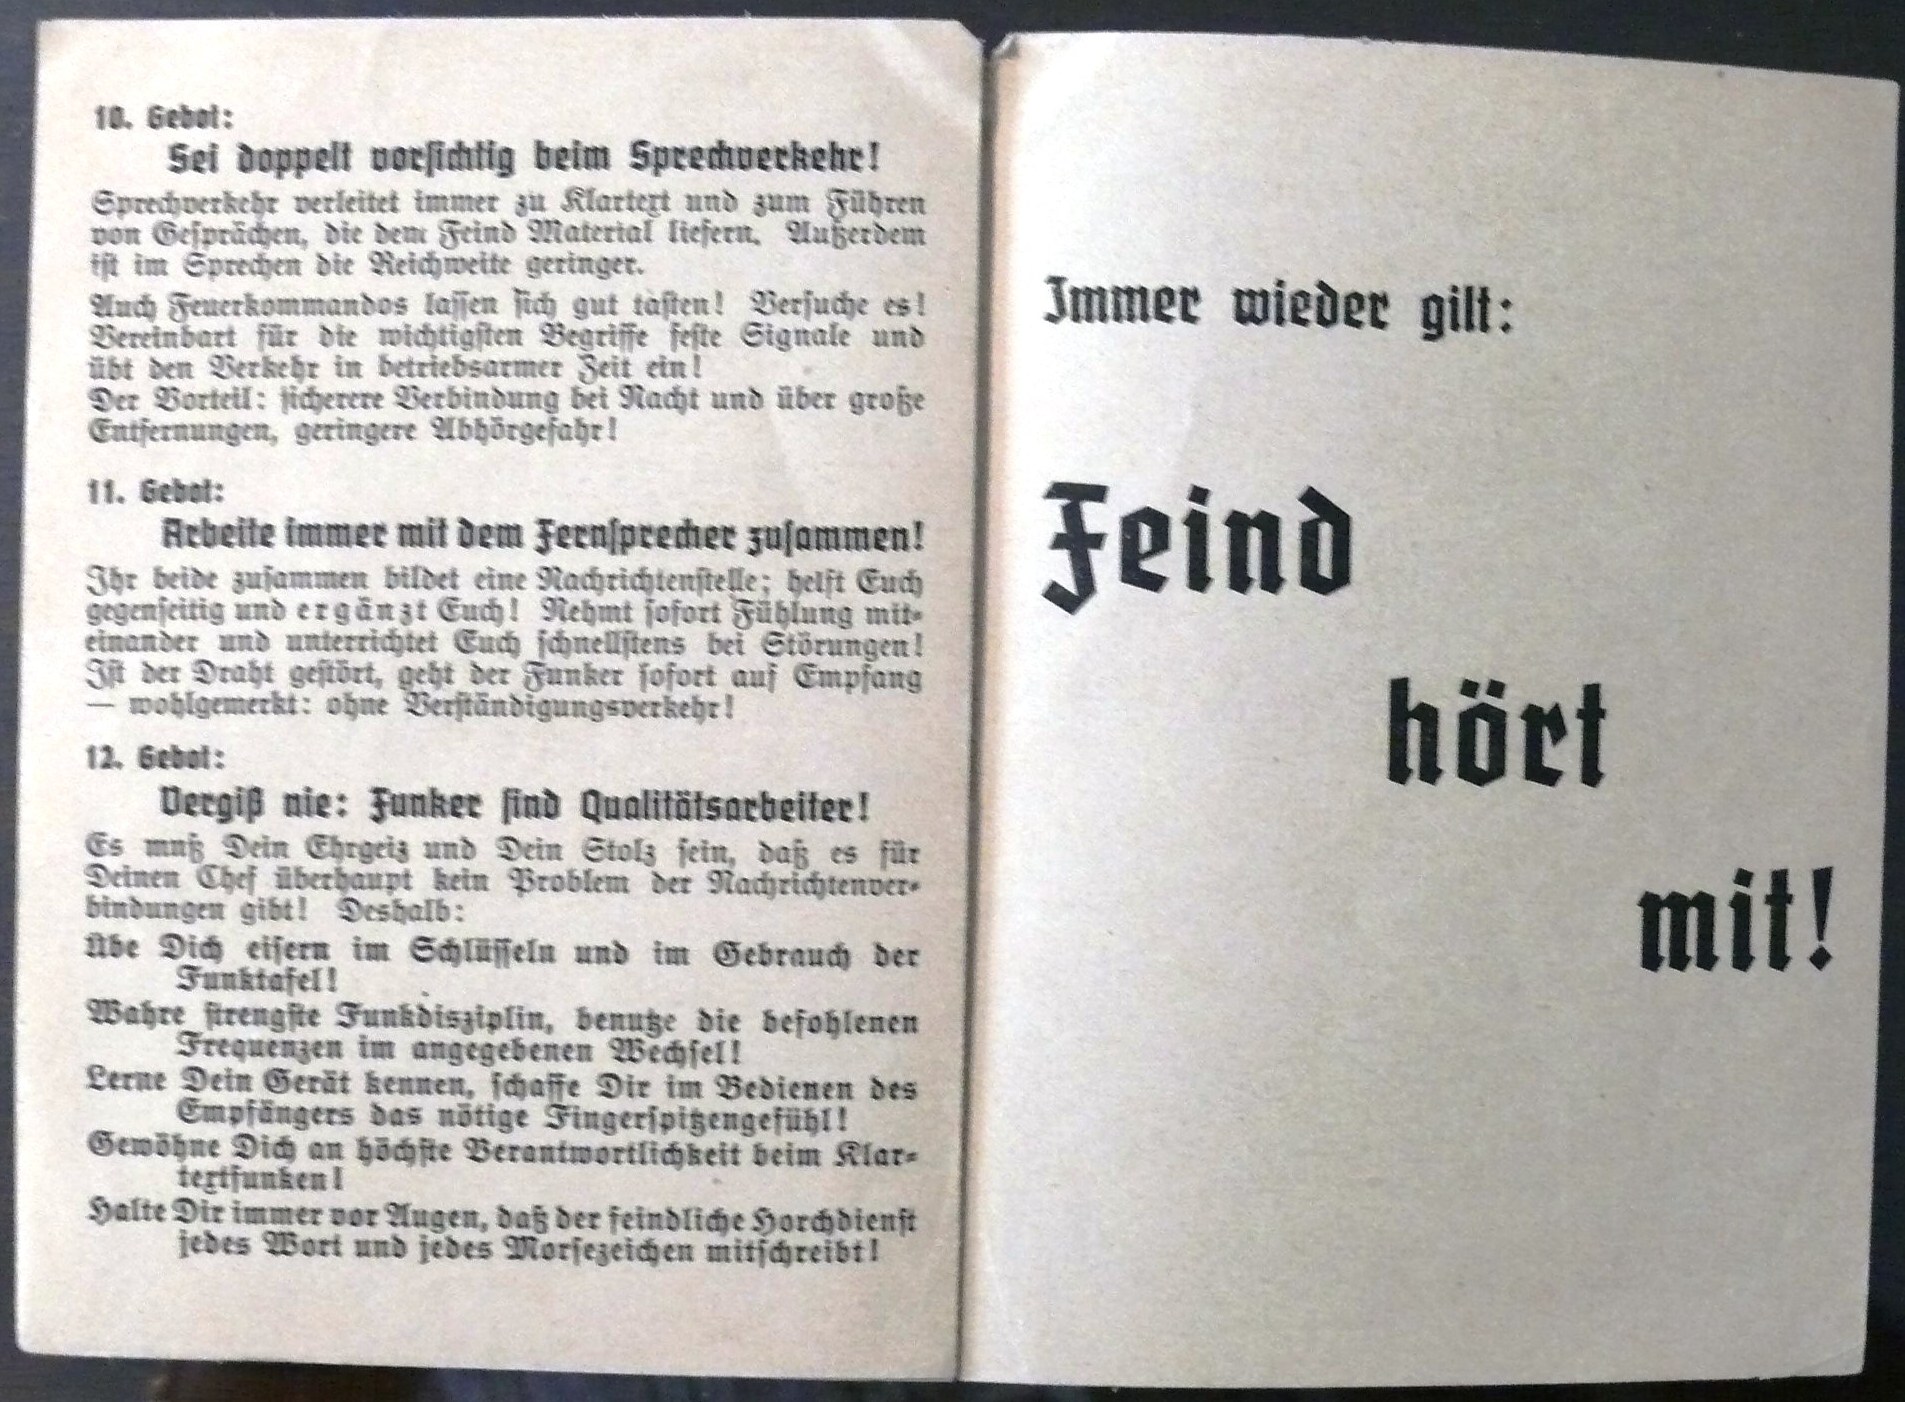 10. Gebot:
Sei doppelt vorsichtig beim Sprechverkehr!
Sprechverkehr verleitet immer zu Klartext und zum Führen
von Gesprächen, die dem Feind Material liefern. Außerdem
ist im Sprechen die Reichweite geringer.
Auch Feuerkommandos lassen sich gut tasten! Versuche es!
Vereinbart für die wichtigsten Begriffe feste Signale und
übt den Verkehr in betriebsarmer Zeit ein!
Der Vorteil: sicherere Verbindung bei Nacht und über große
Entfernungen, geringere Abhörgefahr!
11. Gebot:
Arbeite immer mit dem Fernsprecher zusammen!
Ihr beide zusammen bildet eine Nachrichtenstelle; helft Euch
gegenseitig und ergänzt Euch! Nehmt sofort Fühlung mit-
einander und unterrichtet Euch schnellstens bei Störungen!
Ist der Draht gestört, geht der Funker sofort auf Empfang
— wohlgemerkt: ohne Verständigungsverkehr!
12. Gebot:
Vergiß nie: Funker sind Qualitätsarbeiter!
Es muß Dein Ehrgeiz und Dein Stolz sein, daß es für
Deinen Chef überhaupt kein Problem der Nachrichtenver-
bindungen gibt! Deshalb:
Übe Dich eisern im Schlüsseln und im Gebrauch der
Funktafel!
Wahre strengste Funkdisziplin, benutze die befohlenen
Frequenzen im angegebenen Wechsel!
Lerne Dein Gerät kennen, schaffe Dir im Bedienen des
Empfängers das nötige Fingerspitzengefühl!
Gewöhne Dich an höchste Verantwortlichkeit beim Klar-
textfunken!
Halte Dir immer vor Augen, daß der feindliche Horchdienst
jedes Wort und jedes Morsezeichen mitschreibt!
Immer wieder gilt:
Feind
hört
mit!